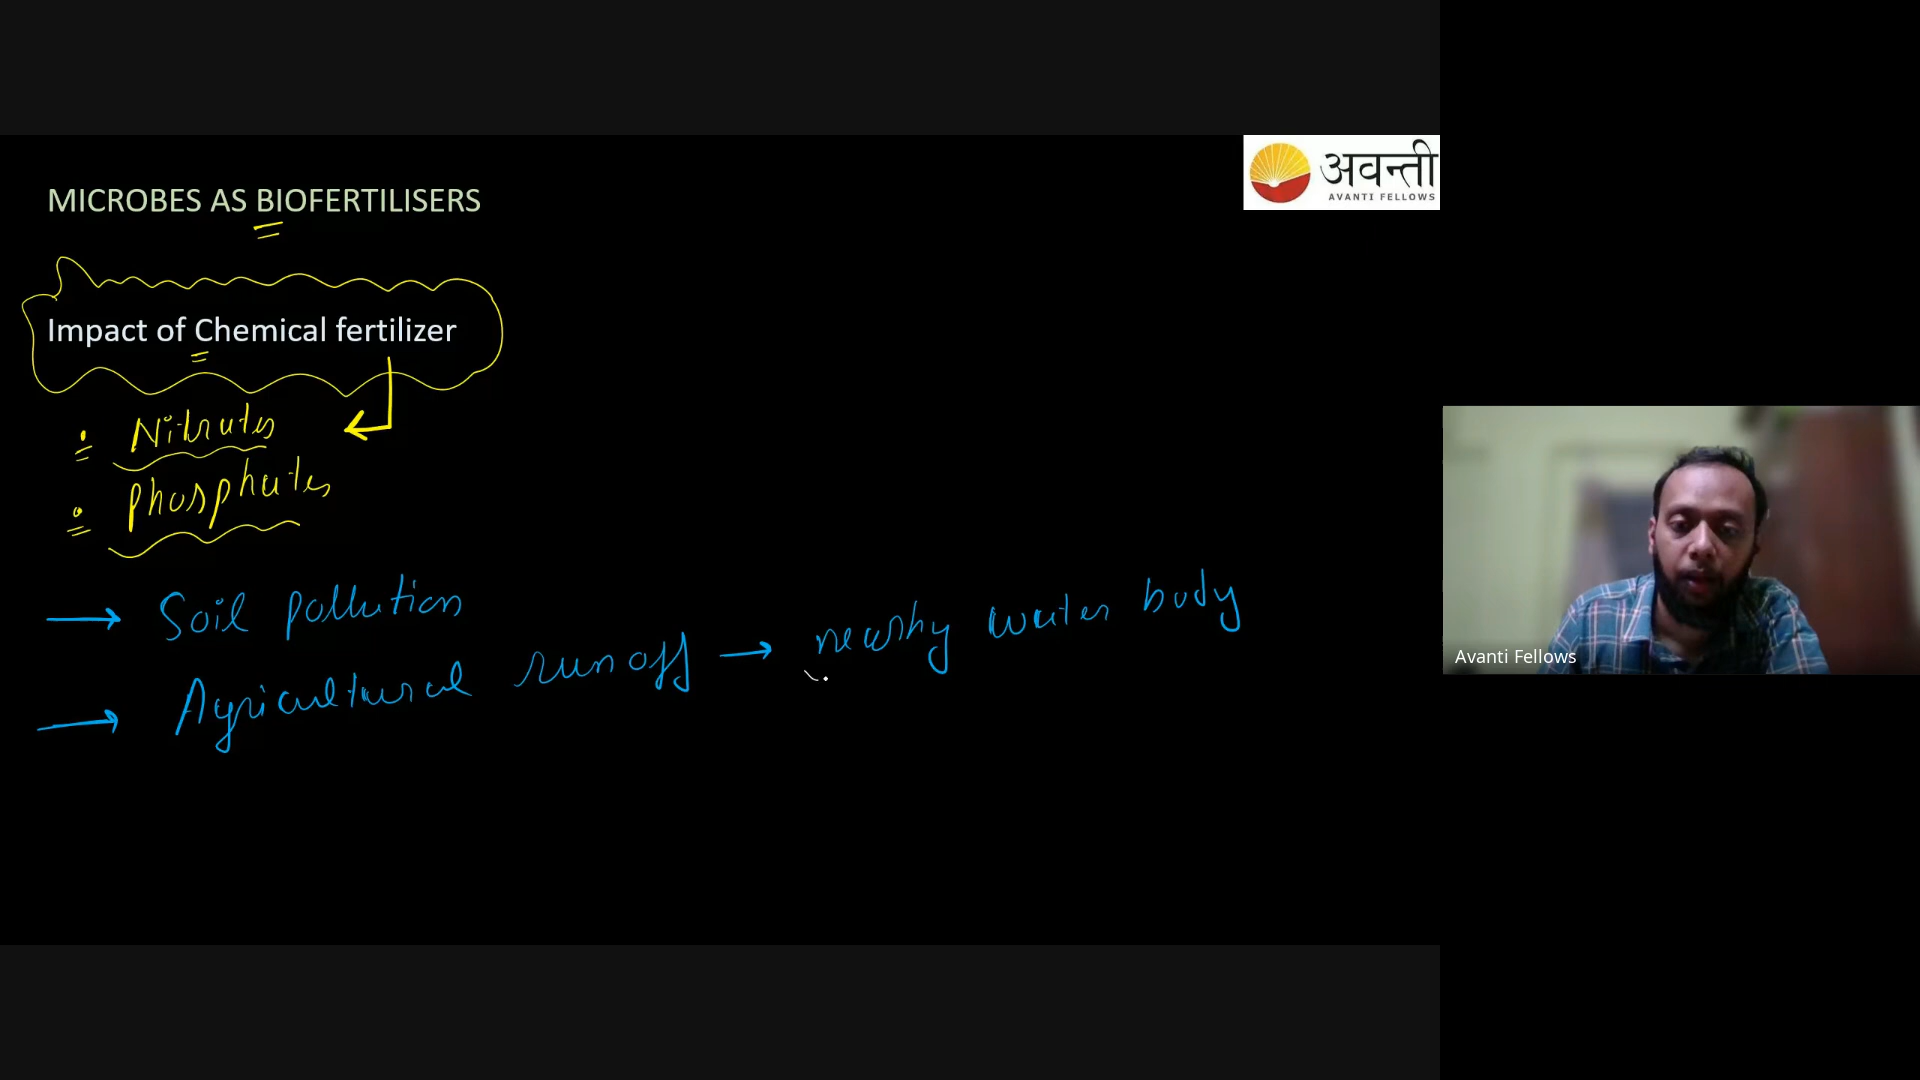 अवन्ती
AVANTI FELLOWS
MICROBES AS BIOFERTILISERS
Impact of Chemical fertilizer
Nitrates
Phosphates
→ Soil pollution
→ Agricultural runoff → nearby water body
Avanti Fellows